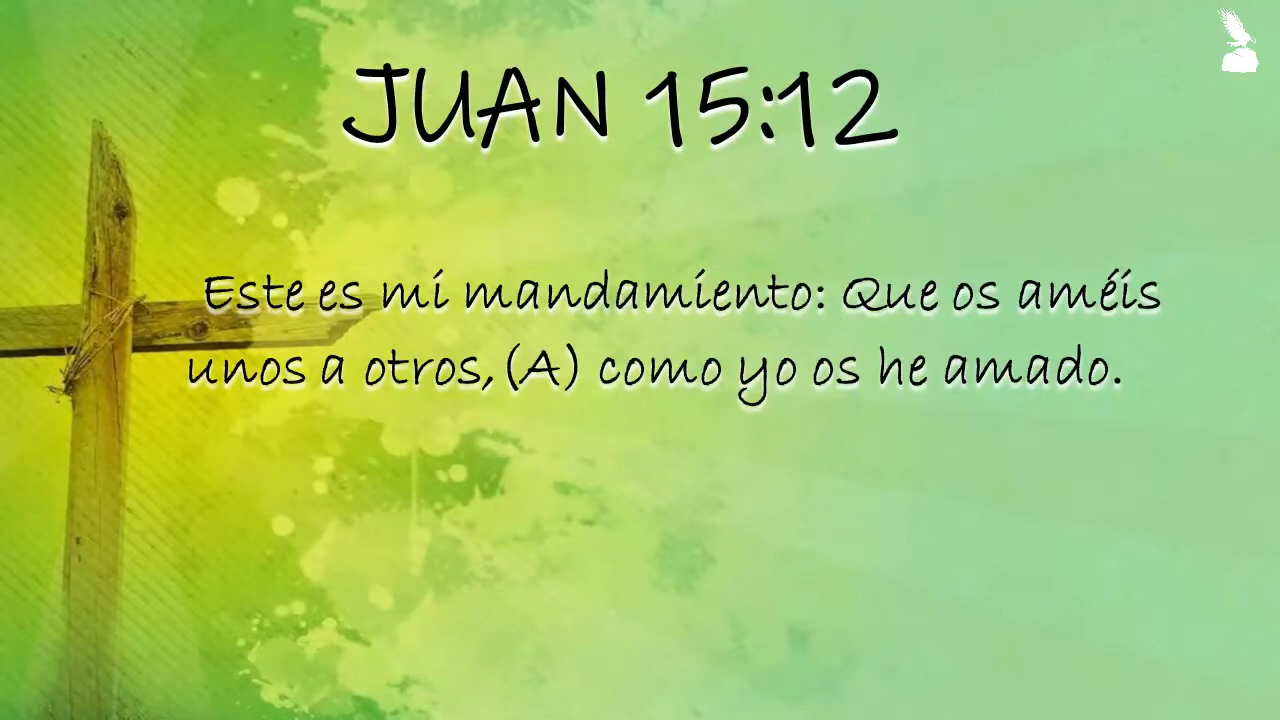 JUAN 15:12
Este es mi mandamiento: Que os améis
unos a otros,(A) como yo os he amado.